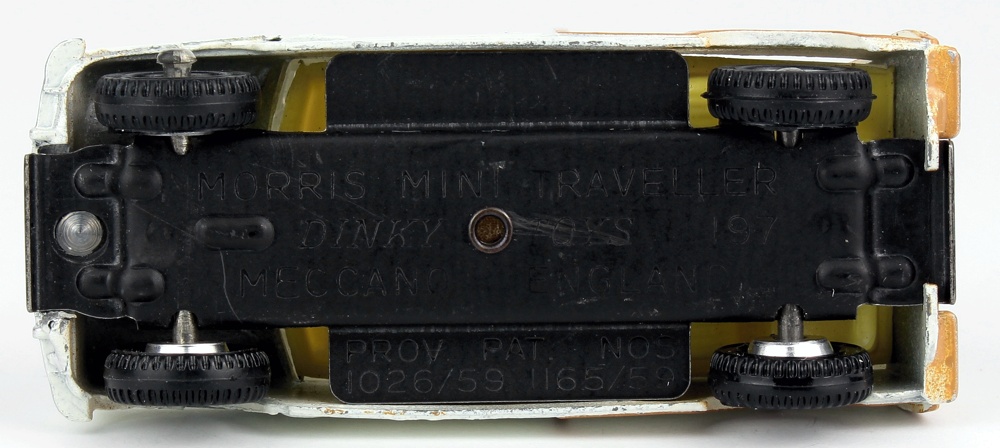 MORRIS MINI TRAVELLER
DINKY TOYS 197
MECCANO ENGLAND
PROV. PAT. NOS
1026/59 1165/59